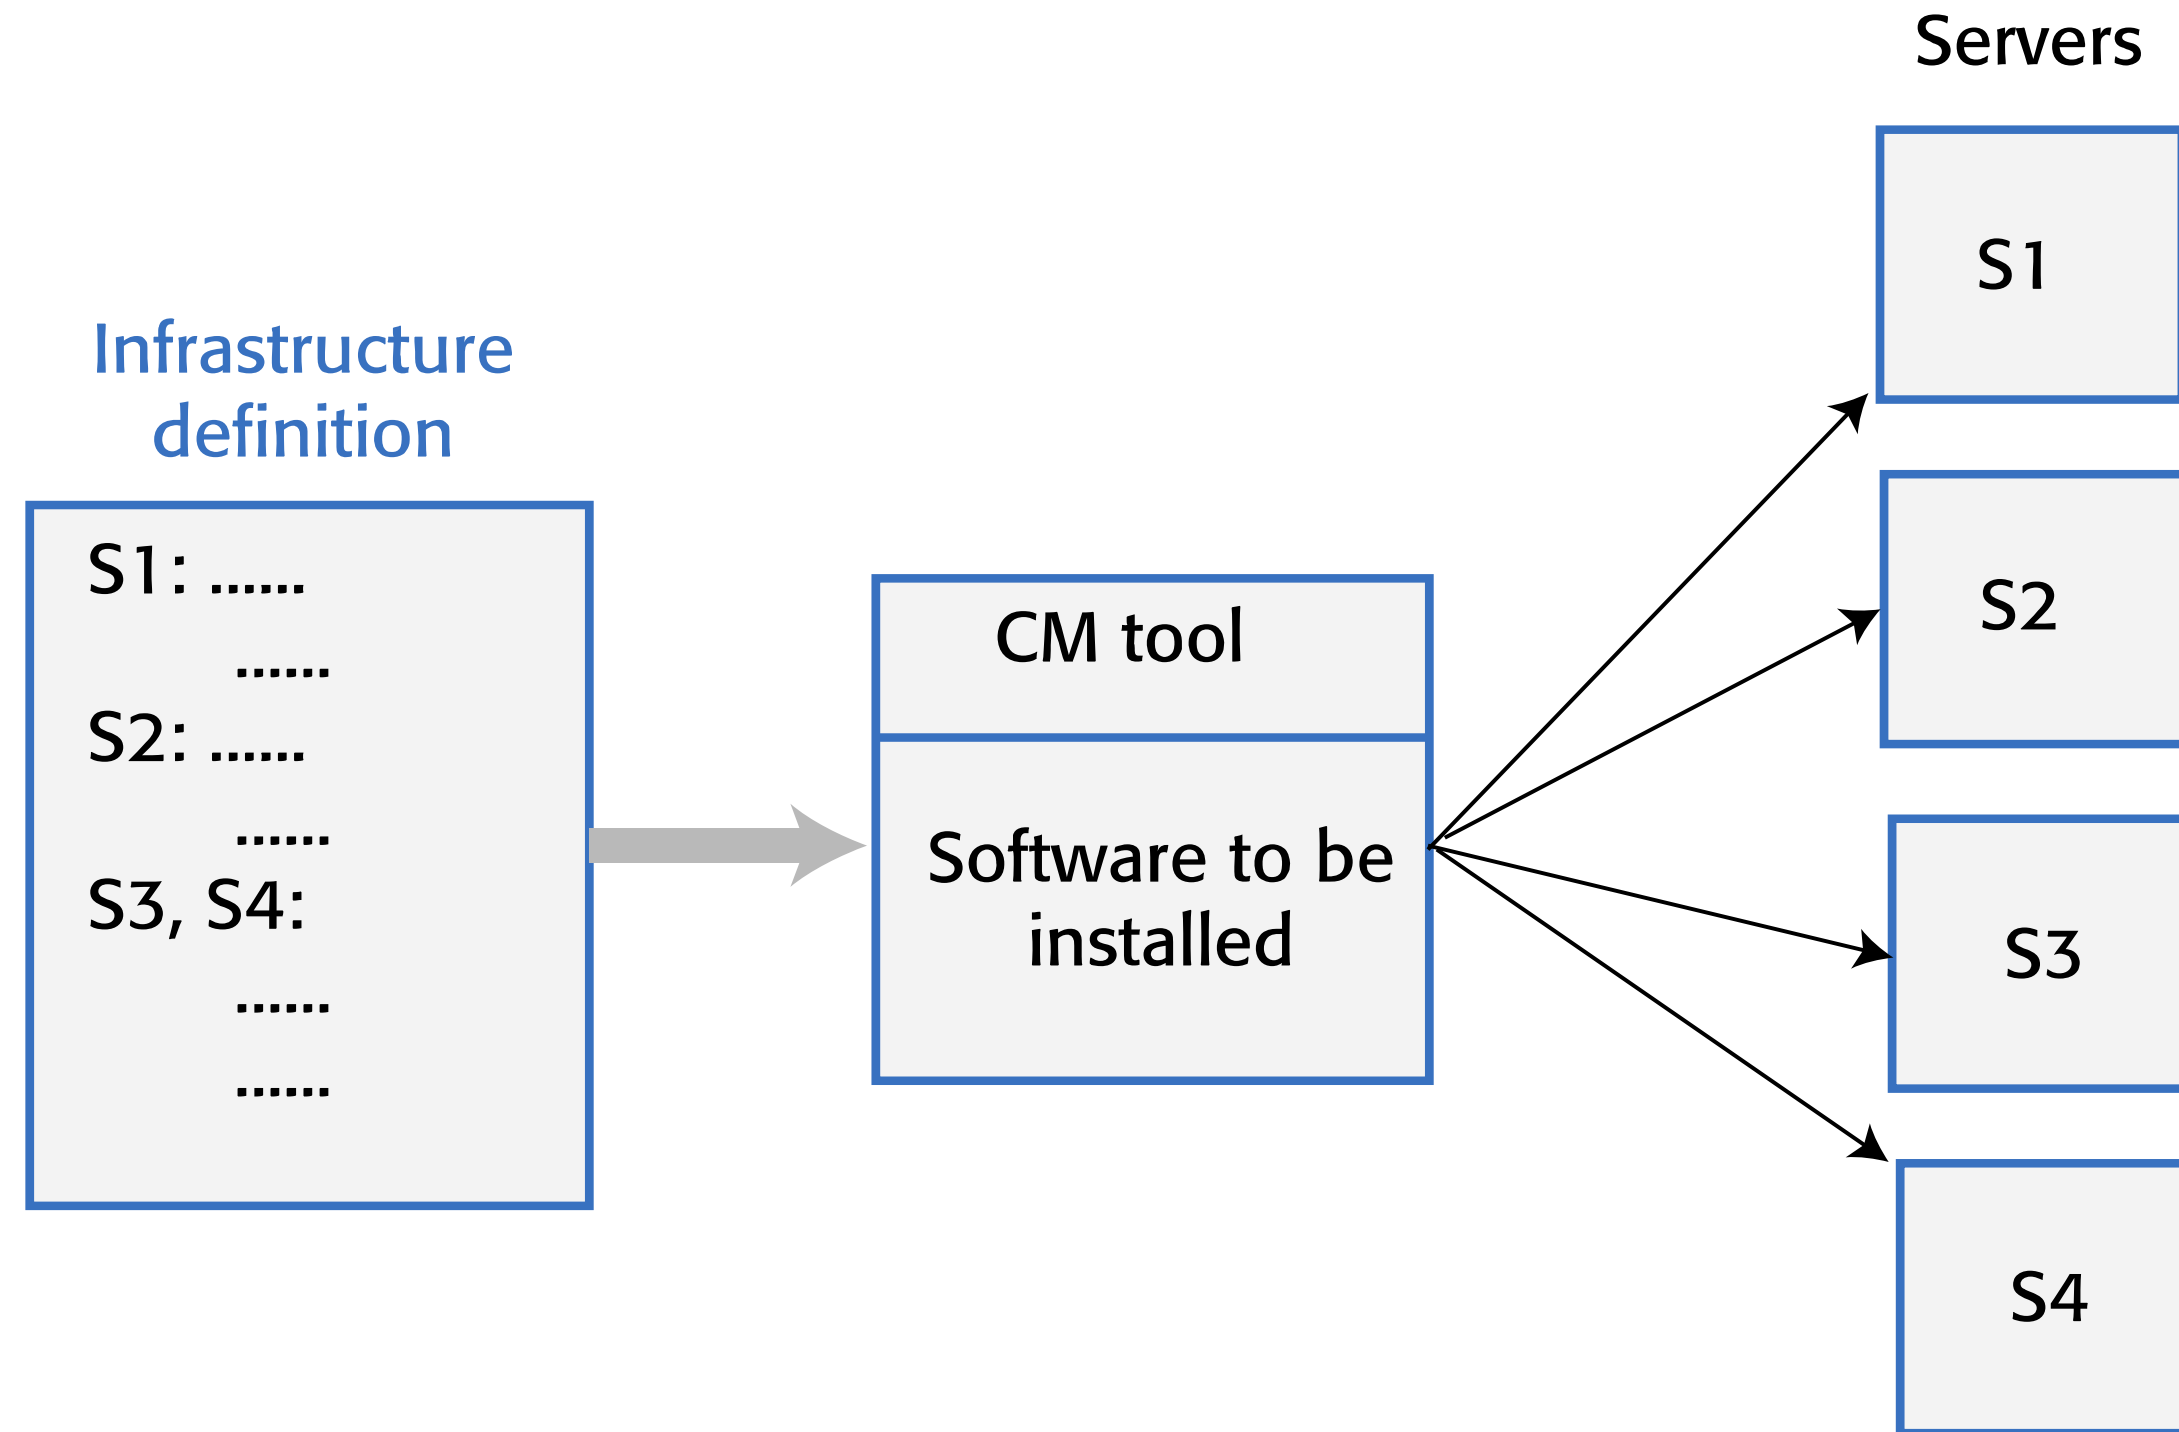 Servers
Infrastructure
definition
S1: ......
......
S2: ......
......
S3, S4:
......
......
CM tool
Software to be
installed
S1
S2
S3
S4